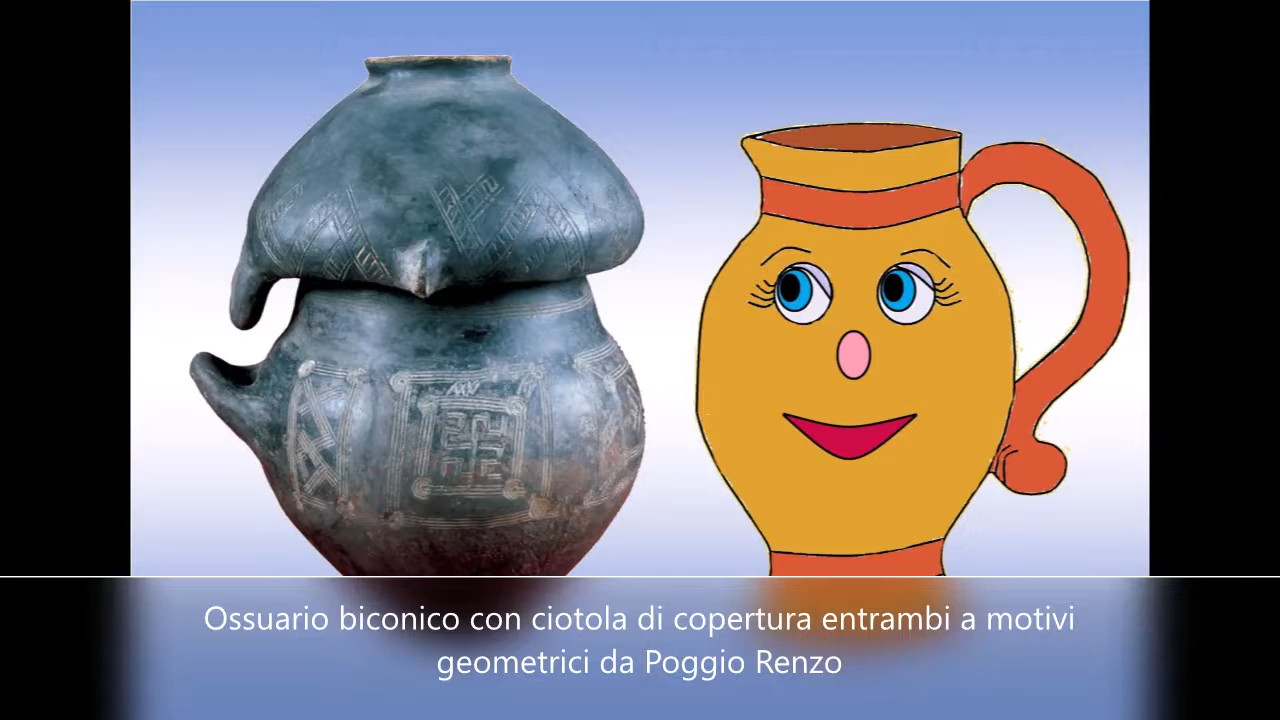 Ossuario biconico con ciotola di copertura entrambi a motivi
geometrici da Poggio Renzo